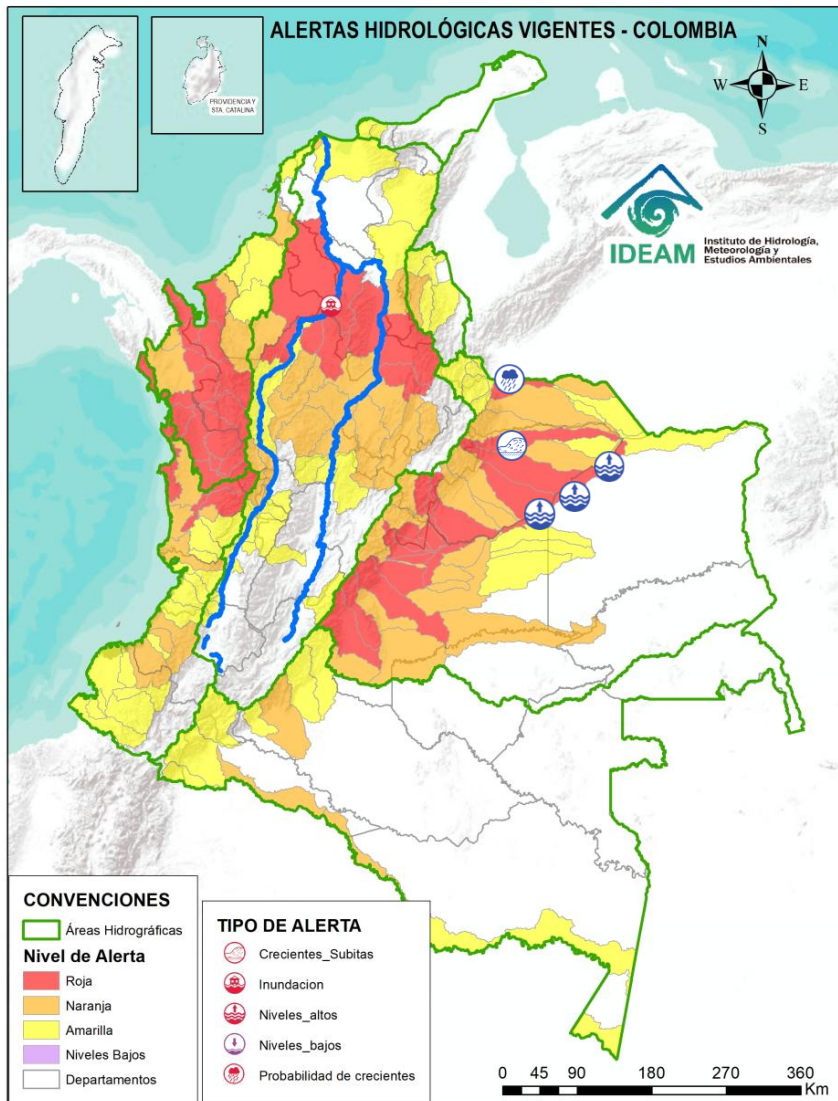 ALERTAS HIDROLÓGICAS VIGENTES - COLOMBIA
PROVIDENCIA Y
STA. CATALINA
N
W
E
S
IDEAM
Instituto de Hidrología,
Meteorología y
Estudios Ambientales
CONVENCIONES
Áreas Hidrográficas
Nivel de Alerta
Roja
Naranja
Amarilla
Niveles Bajos
Departamentos
TIPO DE ALERTA
Crecientes_Subitas
Inundacion
Niveles_altos
Niveles_bajos
Probabilidad de crecientes
0 45 90 180 270 360
Km